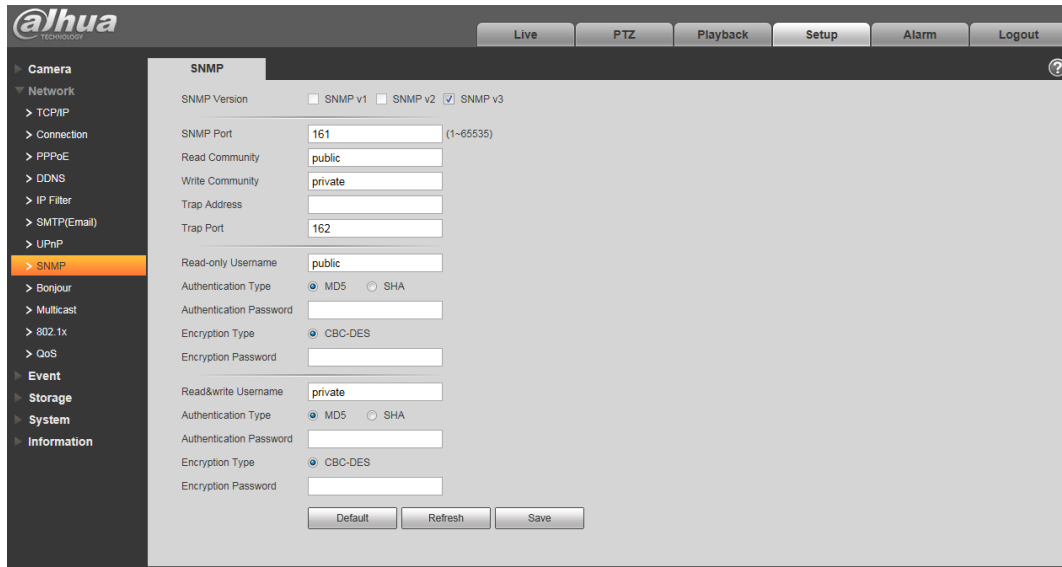 alhua
TECHNOLOGY
Live PTZ Playback Setup Alarm Logout
Camera
Network
> TCP/IP
> Connection
> PPPoE
> DDNS
> IP Filter
> SMTP(Email)
> UPnP
> SNMP
> Bonjour
> Multicast
> 802.1x
> QoS
Event
Storage
System
Information
SNMP
?
SNMP Version SNMP v1 SNMP v2 SNMP v3
SNMP Port 161 (1~65535)
Read Community public
Write Community private
Trap Address
Trap Port 162
Read-only Username public
Authentication Type MD5 SHA
Authentication Password
Encryption Type CBC-DES
Encryption Password
Read&write Username private
Authentication Type MD5 SHA
Authentication Password
Encryption Type CBC-DES
Encryption Password
Default Refresh Save